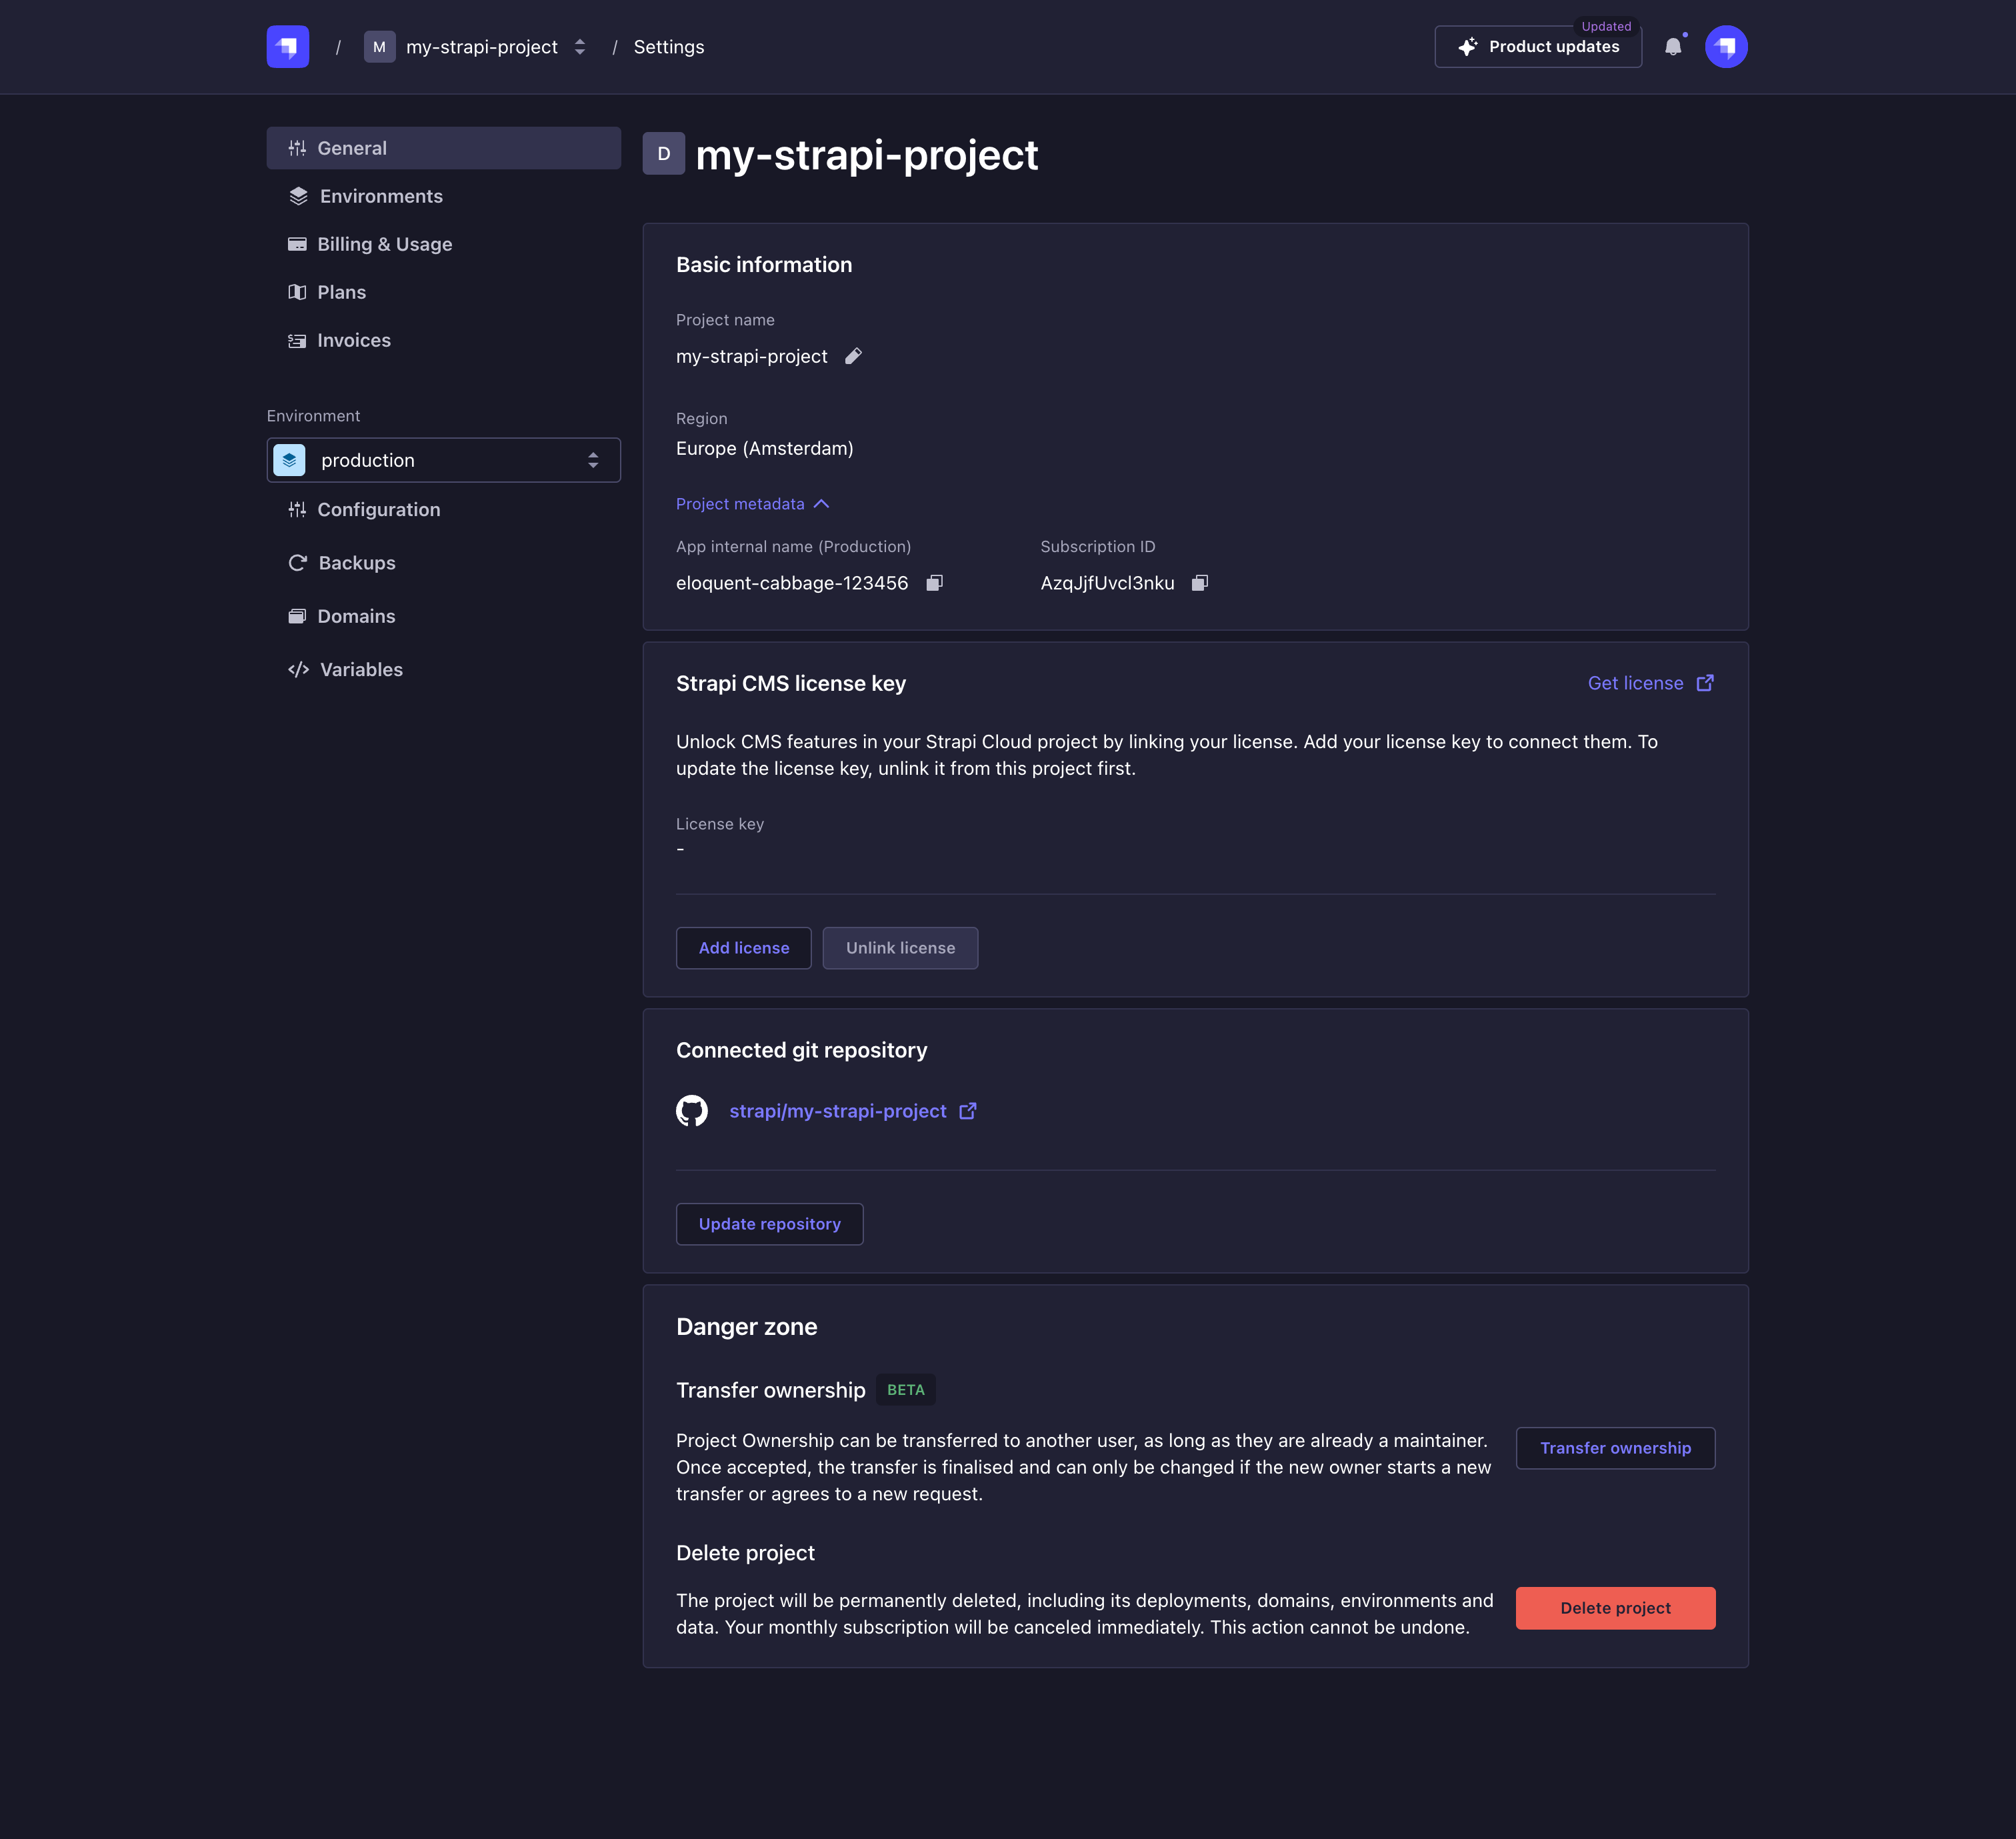 / M my-strapi-project / Settings
Updated
Product updates
General
Environments
Billing & Usage
Plans
Invoices
Environment
production
Configuration
Backups
Domains
Variables
D my-strapi-project
Basic information
Project name
my-strapi-project
Region
Europe (Amsterdam)
Project metadata
App internal name (Production) Subscription ID
eloquent-cabbage-123456 AzqJjfUvcl3nku
Strapi CMS license key Get license
Unlock CMS features in your Strapi Cloud project by linking your license. Add your license key to connect them. To
update the license key, unlink it from this project first.
License key
-
Add license Unlink license
Connected git repository
strapi/my-strapi-project
Update repository
Danger zone
Transfer ownership BETA
Project Ownership can be transferred to another user, as long as they are already a maintainer.
Once accepted, the transfer is finalised and can only be changed if the new owner starts a new
transfer or agrees to a new request.
Transfer ownership
Delete project
The project will be permanently deleted, including its deployments, domains, environments and
data. Your monthly subscription will be canceled immediately. This action cannot be undone.
Delete project